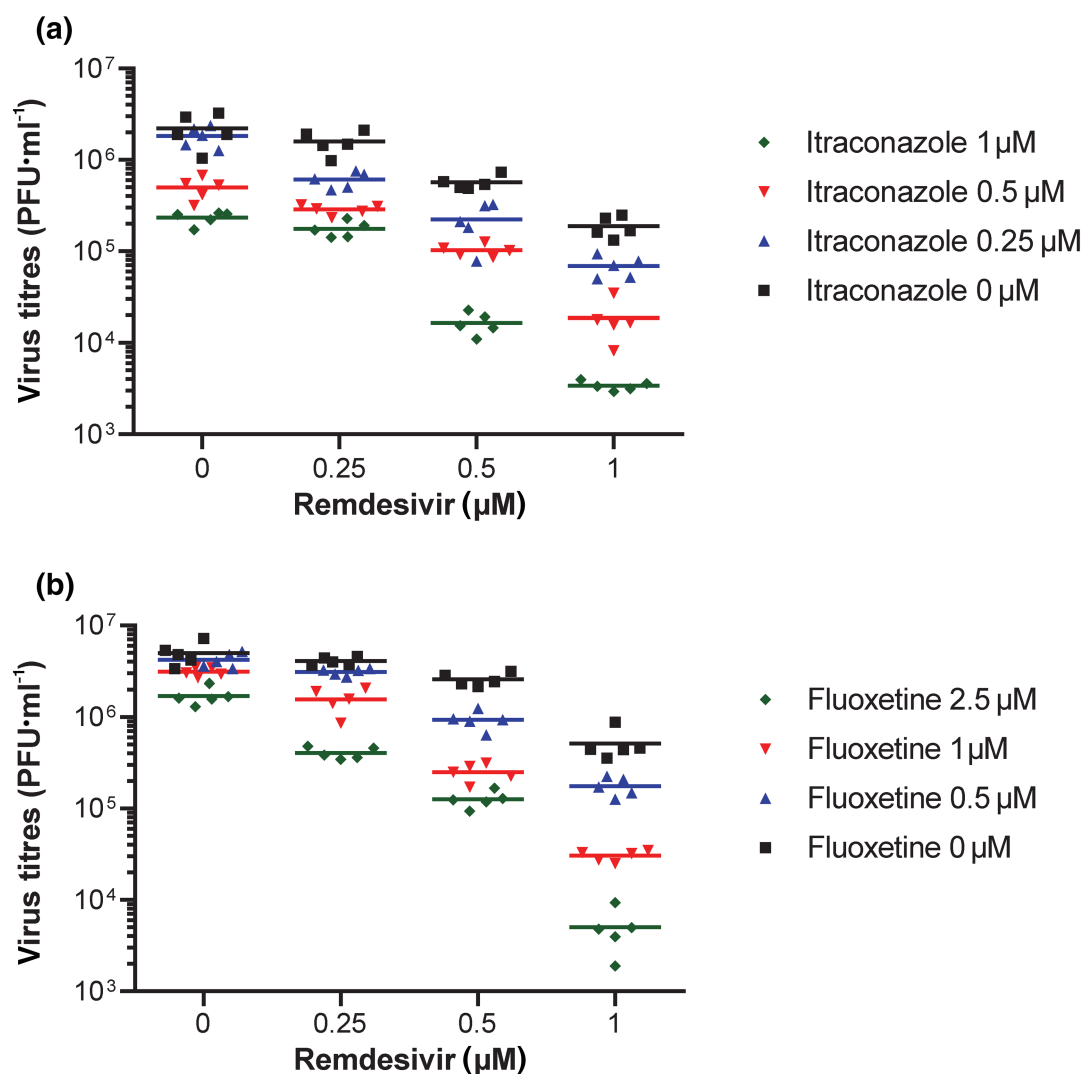 (a)
Virus titres (PFU·ml⁻¹)
10⁷
10⁶
10⁵
10⁴
10³
0 0.25 0.5 1
Remdesivir (µM)
Itraconazole 1 µM
Itraconazole 0.5 µM
Itraconazole 0.25 µM
Itraconazole 0 µM
(b)
Virus titres (PFU·ml⁻¹)
10⁷
10⁶
10⁵
10⁴
10³
0 0.25 0.5 1
Remdesivir (µM)
Fluoxetine 2.5 µM
Fluoxetine 1 µM
Fluoxetine 0.5 µM
Fluoxetine 0 µM